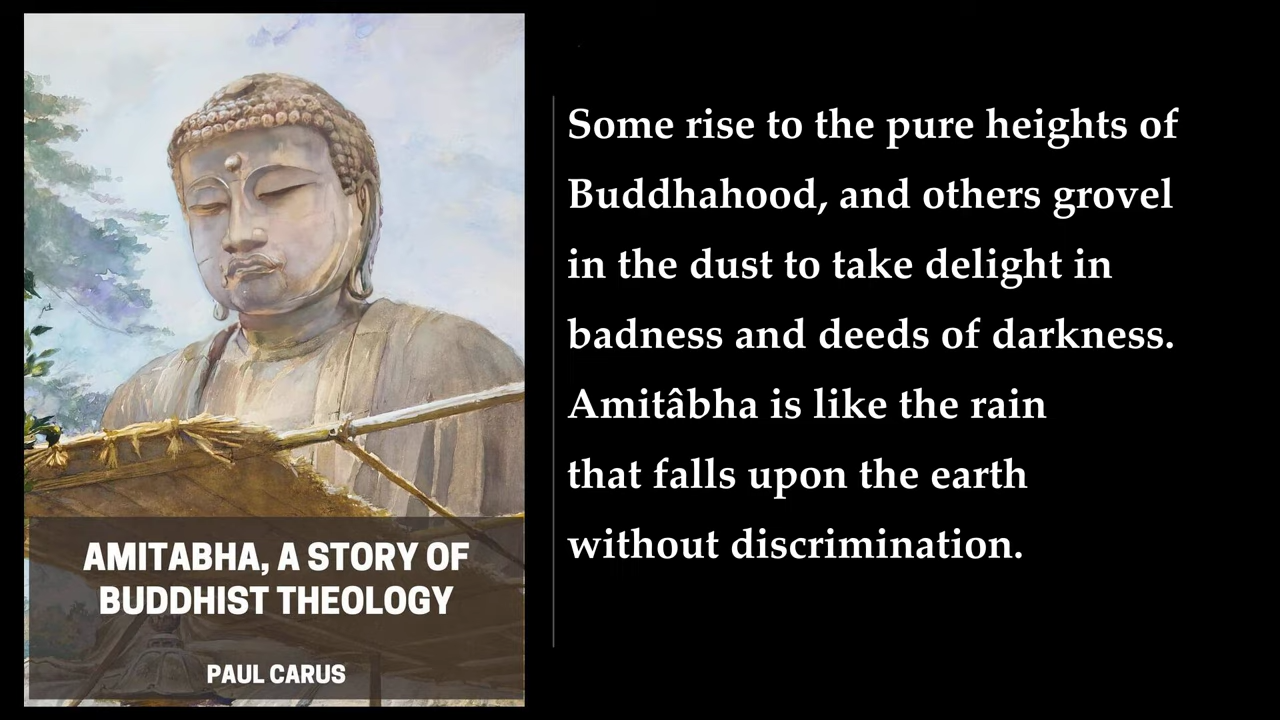 AMITABHA, A STORY OF
BUDDHIST THEOLOGY
PAUL CARUS
Some rise to the pure heights of
Buddhahood, and others grovel
in the dust to take delight in
badness and deeds of darkness.
Amitâbha is like the rain
that falls upon the earth
without discrimination.